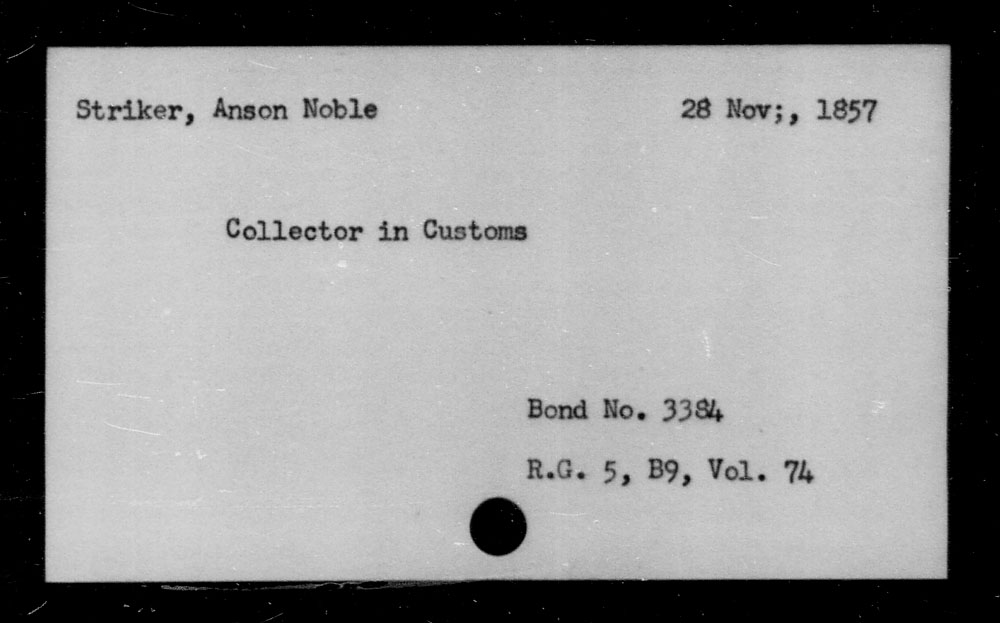 Striker, Anson Noble 28 Nov;, 1857
Collector in Customs
Bond No. 3384
R.G. 5, B9, Vol. 74